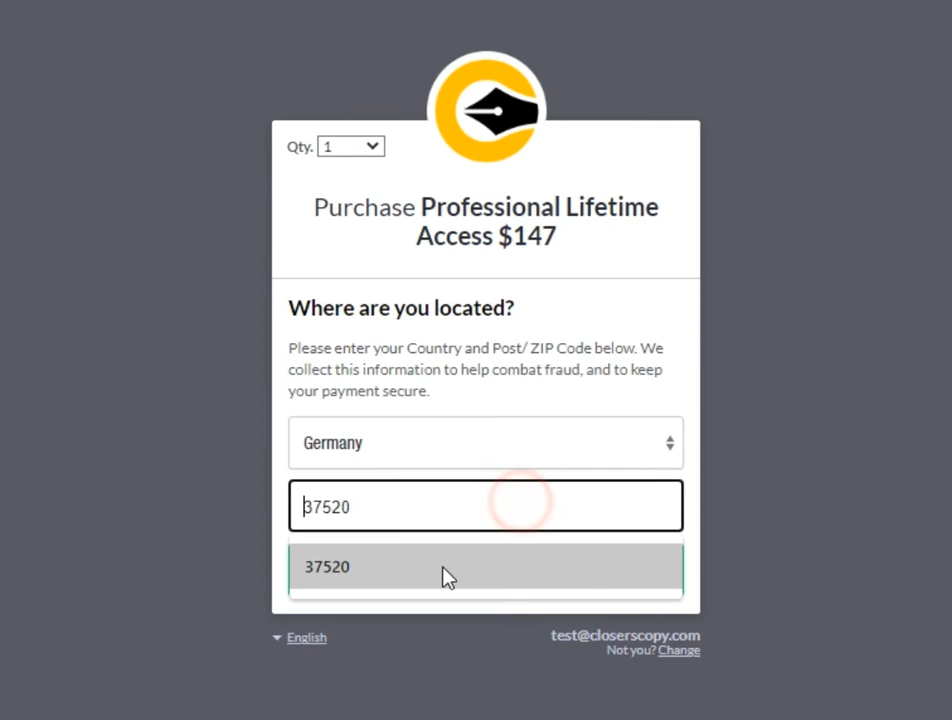 Qty. 1
Purchase Professional Lifetime
Access $147
Where are you located?
Please enter your Country and Post/ ZIP Code below. We
collect this information to help combat fraud, and to keep
your payment secure.
Germany
37520
37520
English
test@closerscopy.com
Not you? Change